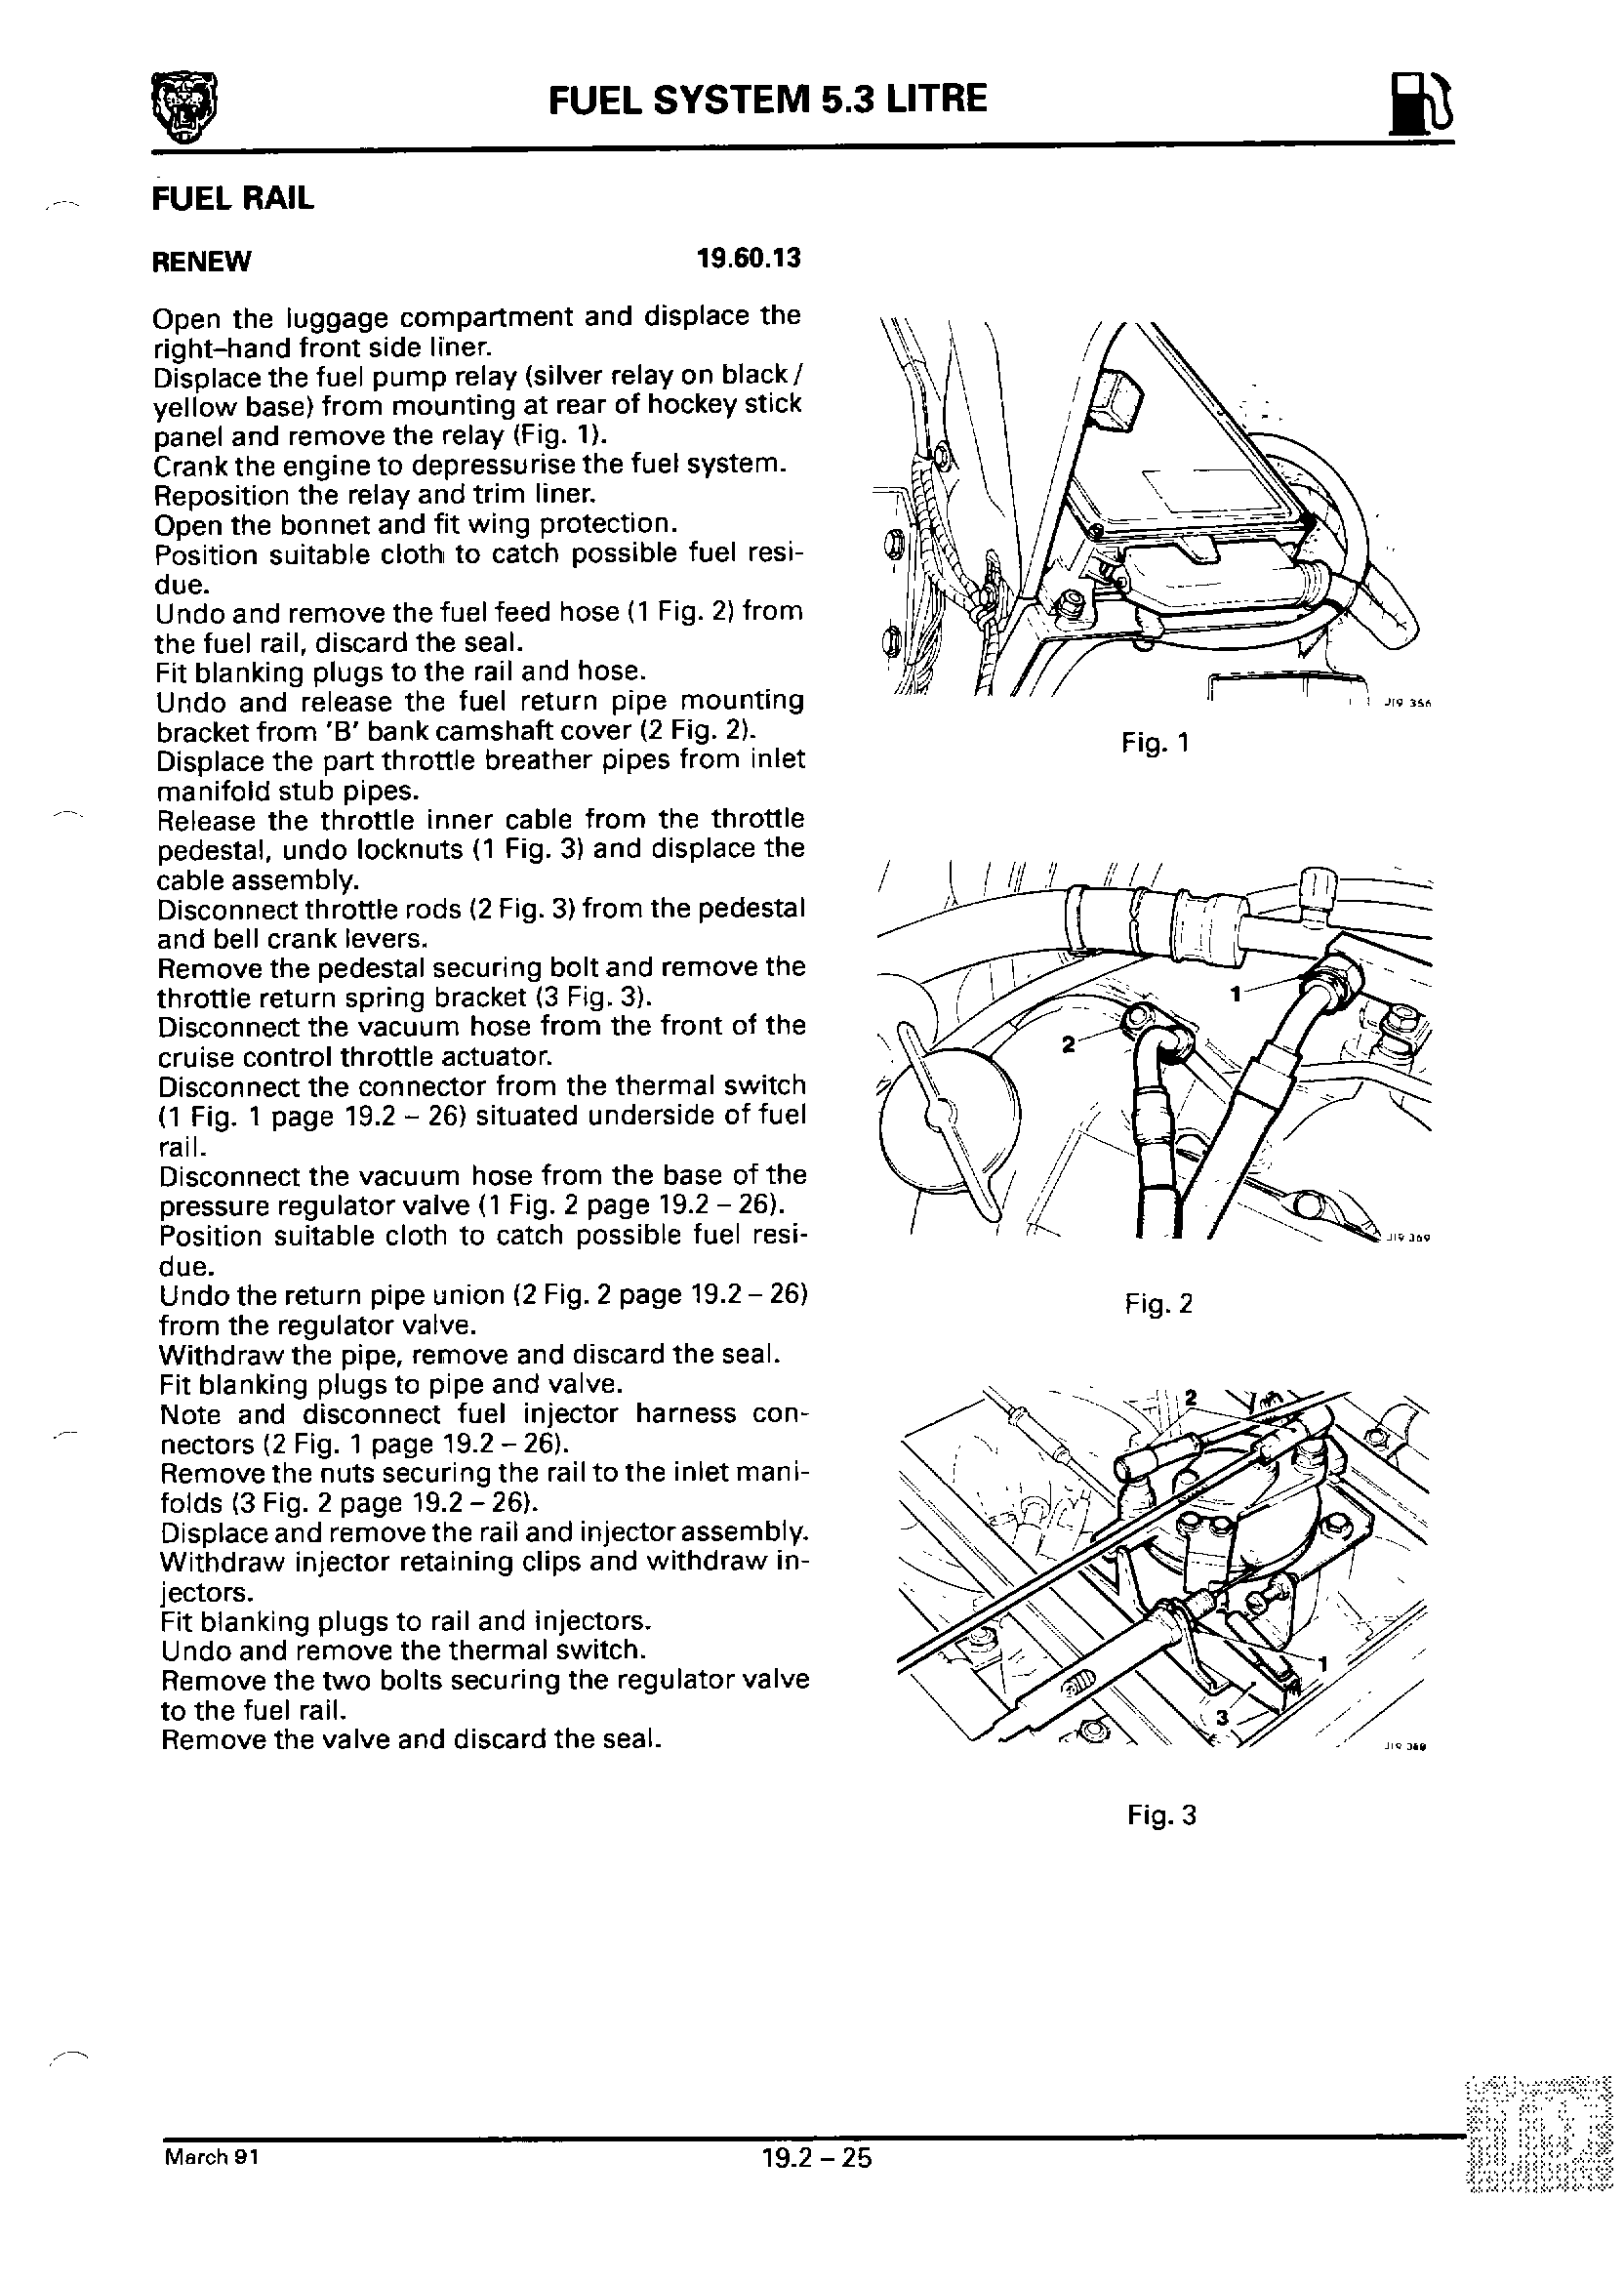 FUEL SYSTEM 5.3 LITRE
FUEL RAIL
RENEW 19.60.13
Open the luggage compartment and displace the
right-hand front side liner.
Displace the fuel pump relay (silver relay on black/
yellow base) from mounting at rear of hockey stick
panel and remove the relay (Fig. 1).
Crank the engine to depressurise the fuel system.
Reposition the relay and trim liner.
Open the bonnet and fit wing protection.
Position suitable cloth to catch possible fuel resi-
due.
Undo and remove the fuel feed hose (1 Fig. 2) from
the fuel rail, discard the seal.
Fit blanking plugs to the rail and hose.
Undo and release the fuel return pipe mounting
bracket from 'B' bank camshaft cover (2 Fig. 2).
Displace the part throttle breather pipes from inlet
manifold stub pipes.
Release the throttle inner cable from the throttle
pedestal, undo locknuts (1 Fig. 3) and displace the
cable assembly.
Disconnect throttle rods (2 Fig. 3) from the pedestal
and bell crank levers.
Remove the pedestal securing bolt and remove the
throttle return spring bracket (3 Fig. 3).
Disconnect the vacuum hose from the front of the
cruise control throttle actuator.
Disconnect the connector from the thermal switch
(1 Fig. 1 page 19.2 – 26) situated underside of fuel
rail.
Disconnect the vacuum hose from the base of the
pressure regulator valve (1 Fig. 2 page 19.2 – 26).
Position suitable cloth to catch possible fuel resi-
due.
Undo the return pipe union (2 Fig. 2 page 19.2 – 26)
from the regulator valve.
Withdraw the pipe, remove and discard the seal.
Fit blanking plugs to pipe and valve.
Note and disconnect fuel injector harness con-
nectors (2 Fig. 1 page 19.2 – 26).
Remove the nuts securing the rail to the inlet mani-
folds (3 Fig. 2 page 19.2 – 26).
Displace and remove the rail and injector assembly.
Withdraw injector retaining clips and withdraw in-
jectors.
Fit blanking plugs to rail and injectors.
Undo and remove the thermal switch.
Remove the two bolts securing the regulator valve
to the fuel rail.
Remove the valve and discard the seal.
J19 366
Fig. 1
1
2
J19 369
Fig. 2
2
1
3
J19 368
Fig. 3
March 91 19.2 – 25